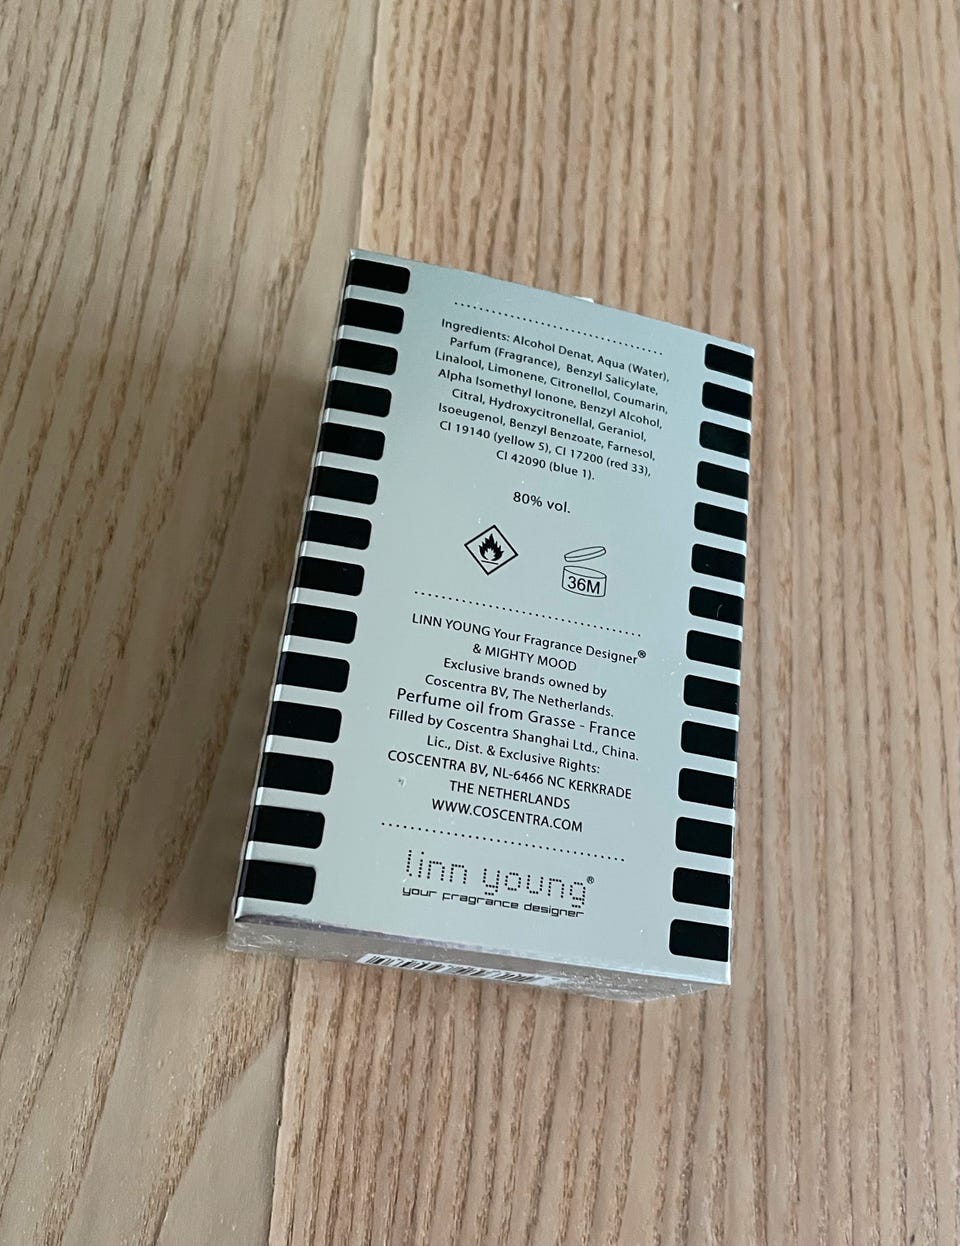 Ingredients: Alcohol Denat, Aqua (Water),
Parfum (Fragrance), Benzyl Salicylate,
Linalool, Limonene, Citronellol, Coumarin,
Alpha Isomethyl Ionone, Benzyl Alcohol,
Citral, Hydroxycitronellal, Geraniol,
Isoeugenol, Benzyl Benzoate, Farnesol,
CI 19140 (yellow 5), CI 17200 (red 33),
CI 42090 (blue 1).
80% vol.
36M
LINN YOUNG Your Fragrance Designer®
& MIGHTY MOOD
Exclusive brands owned by
Coscentra BV, The Netherlands.
Perfume oil from Grasse - France
Filled by Coscentra Shanghai Ltd., China.
Lic., Dist. & Exclusive Rights:
COSCENTRA BV, NL-6466 NC KERKRADE
THE NETHERLANDS
WWW.COSCENTRA.COM
linn young®
your fragrance designer